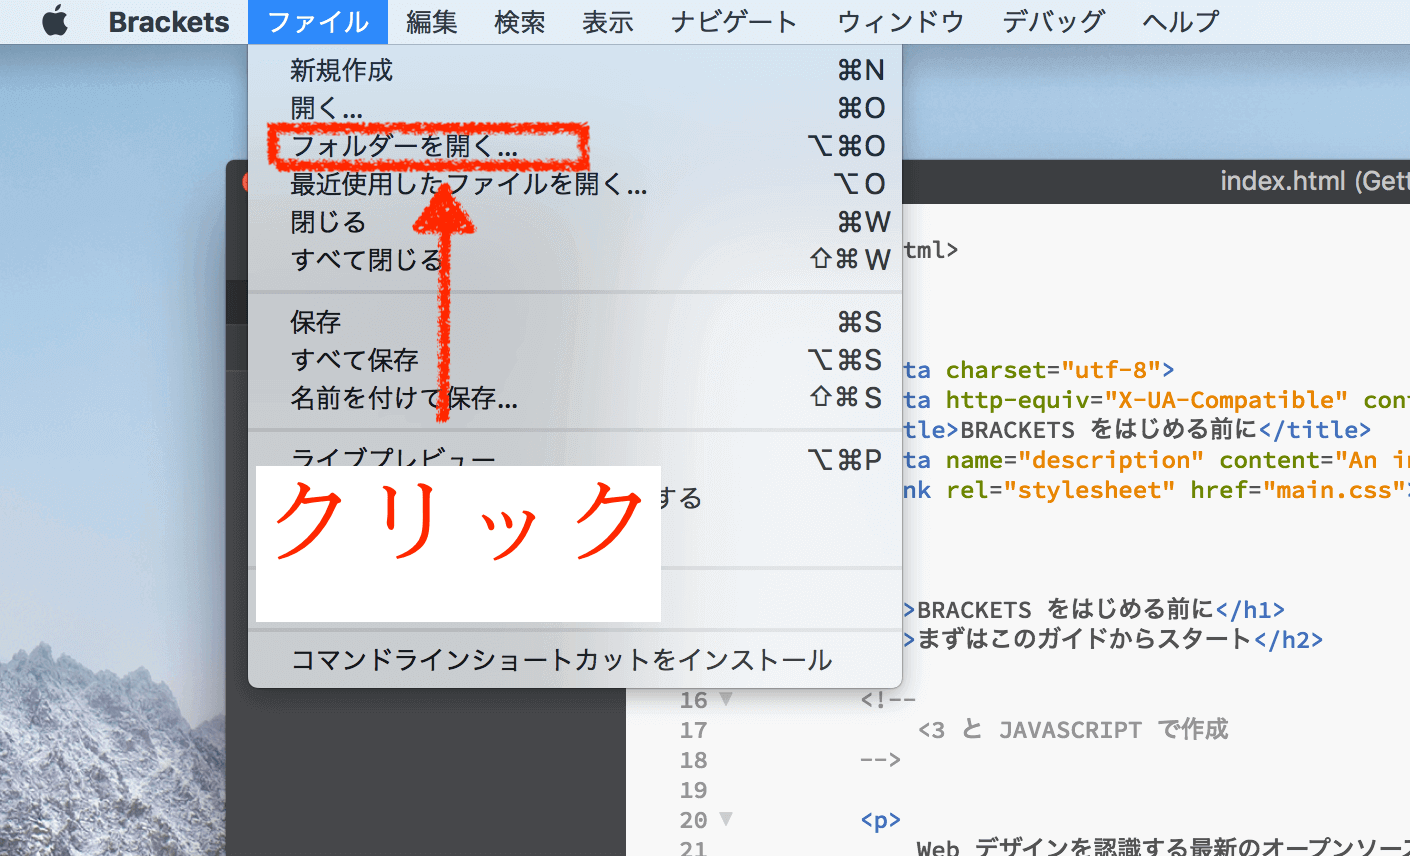 Brackets ファイル 編集 検索 表示 ナビゲート ウィンドウ デバッグ ヘルプ
新規作成 ⌘N
開く... ⌘O
フォルダーを開く... ⌥⌘O
最近使用したファイルを開く... ⌥O
閉じる ⌘W
すべて閉じる ⇧⌘W
保存 ⌘S
すべて保存 ⌥⌘S
名前を付けて保存... ⇧⌘S
ライブプレビュー ⌥⌘P
する
クリック
コマンドラインショートカットをインストール
index.html (Gett
tml>
ta charset="utf-8">
ta http-equiv="X-UA-Compatible" con
tle>BRACKETS をはじめる前に</title>
ta name="description" content="An i
nk rel="stylesheet" href="main.css">
>BRACKETS をはじめる前に</h1>
>まずはこのガイドからスタート</h2>
16 <!--
17 <3 と JAVASCRIPT で作成
18 -->
19
20 <p>
21 Web デザインを認識する最新のオープンソース